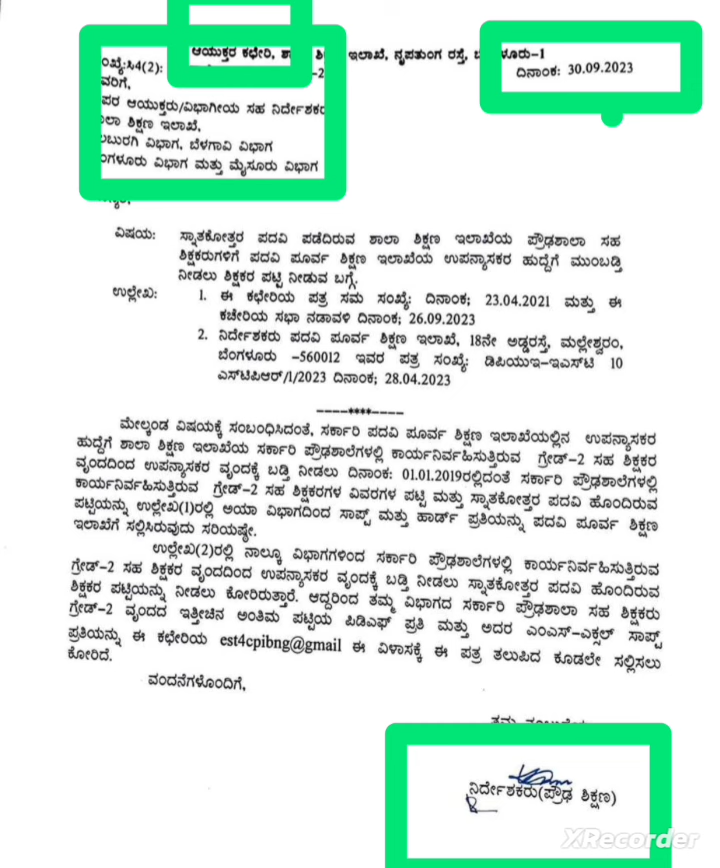 ಆಯುಕ್ತರ ಕಛೇರಿ, ಇಲಾಖೆ, ನೃಪತುಂಗ ರಸ್ತೆ, ಬೆಂಗಳೂರು-1
ದಿನಾಂಕ: 30.09.2023
ವರಿಗೆ,
ಪರ ಆಯುಕ್ತರು/ವಿಭಾಗೀಯ ಸಹ ನಿರ್ದೇಶಕರ
ಶಿಕ್ಷಣ ಇಲಾಖೆ,
ವಿಭಾಗ, ಬೆಳಗಾವಿ ವಿಭಾಗ
ವಿಭಾಗ ಮತ್ತು ಮೈಸೂರು ವಿಭಾಗ
ವಿಷಯ: ಸ್ನಾತಕೋತ್ತರ ಪದವಿ ಪಡೆದಿರುವ ಶಾಲಾ ಶಿಕ್ಷಣ ಇಲಾಖೆಯ ಪ್ರೌಢಶಾಲಾ ಸಹ
ಶಿಕ್ಷಕರುಗಳಿಗೆ ಪದವಿ ಪೂರ್ವ ಶಿಕ್ಷಣ ಇಲಾಖೆಯ ಉಪನ್ಯಾಸಕರ ಹುದ್ದೆಗೆ ಮುಂಬಡ್ತಿ
ನೀಡಲು ಶಿಕ್ಷಕರ ಪಟ್ಟಿ ನೀಡುವ ಬಗ್ಗೆ.
ಉಲ್ಲೇಖ: 1. ಈ ಕಛೇರಿಯ ಪತ್ರ ಸಮ ಸಂಖ್ಯೆ: ದಿನಾಂಕ; 23.04.2021 ಮತ್ತು ಈ
ಕಚೇರಿಯ ಸಭಾ ನಡಾವಳಿ ದಿನಾಂಕ; 26.09.2023
2. ನಿರ್ದೇಶಕರು ಪದವಿ ಪೂರ್ವ ಶಿಕ್ಷಣ ಇಲಾಖೆ, 18ನೇ ಅಡ್ಡರಸ್ತೆ, ಮಲ್ಲೇಶ್ವರಂ,
ಬೆಂಗಳೂರು -560012 ಇವರ ಪತ್ರ ಸಂಖ್ಯೆ: ಡಿಪಿಯುಇ-ಇಎಸ್‌ಟಿ 10
ಎಸ್‌ಟಿಪಿಆರ್/1/2023 ದಿನಾಂಕ; 28.04.2023
----****----
ಮೇಲ್ಕಂಡ ವಿಷಯಕ್ಕೆ ಸಂಬಂಧಿಸಿದಂತೆ, ಸರ್ಕಾರಿ ಪದವಿ ಪೂರ್ವ ಶಿಕ್ಷಣ ಇಲಾಖೆಯಲ್ಲಿನ ಉಪನ್ಯಾಸಕರ
ಹುದ್ದೆಗೆ ಶಾಲಾ ಶಿಕ್ಷಣ ಇಲಾಖೆಯ ಸರ್ಕಾರಿ ಪ್ರೌಢಶಾಲೆಗಳಲ್ಲಿ ಕಾರ್ಯನಿರ್ವಹಿಸುತ್ತಿರುವ ಗ್ರೇಡ್-2 ಸಹ ಶಿಕ್ಷಕರ
ವೃಂದದಿಂದ ಉಪನ್ಯಾಸಕರ ವೃಂದಕ್ಕೆ ಬಡ್ತಿ ನೀಡಲು ದಿನಾಂಕ: 01.01.2019ರಲ್ಲಿದಂತೆ ಸರ್ಕಾರಿ ಪ್ರೌಢಶಾಲೆಗಳಲ್ಲಿ
ಕಾರ್ಯನಿರ್ವಹಿಸುತ್ತಿರುವ ಗ್ರೇಡ್-2 ಸಹ ಶಿಕ್ಷಕರಗಳ ವಿವರಗಳ ಪಟ್ಟಿ ಮತ್ತು ಸ್ನಾತಕೋತ್ತರ ಪದವಿ ಹೊಂದಿರುವ
ಪಟ್ಟಿಯನ್ನು ಉಲ್ಲೇಖ(1)ರಲ್ಲಿ ಆಯಾ ವಿಭಾಗದಿಂದ ಸಾಫ್ಟ್ ಮತ್ತು ಹಾರ್ಡ್ ಪ್ರತಿಯನ್ನು ಪದವಿ ಪೂರ್ವ ಶಿಕ್ಷಣ
ಇಲಾಖೆಗೆ ಸಲ್ಲಿಸಿರುವುದು ಸರಿಯಷ್ಠೇ.
ಉಲ್ಲೇಖ(2)ರಲ್ಲಿ ನಾಲ್ಕೂ ವಿಭಾಗಗಳಿಂದ ಸರ್ಕಾರಿ ಪ್ರೌಢಶಾಲೆಗಳಲ್ಲಿ ಕಾರ್ಯನಿರ್ವಹಿಸುತ್ತಿರುವ
ಗ್ರೇಡ್-2 ಸಹ ಶಿಕ್ಷಕರ ವೃಂದದಿಂದ ಉಪನ್ಯಾಸಕರ ವೃಂದಕ್ಕೆ ಬಡ್ತಿ ನೀಡಲು ಸ್ನಾತಕೋತ್ತರ ಪದವಿ ಹೊಂದಿರುವ
ಶಿಕ್ಷಕರ ಪಟ್ಟಿಯನ್ನು ನೀಡಲು ಕೋರಿರುತ್ತಾರೆ. ಆದ್ದರಿಂದ ತಮ್ಮ ವಿಭಾಗದ ಸರ್ಕಾರಿ ಪ್ರೌಢಶಾಲಾ ಸಹ ಶಿಕ್ಷಕರು
ಗ್ರೇಡ್-2 ವೃಂದದ ಇತ್ತೀಚಿನ ಅಂತಿಮ ಪಟ್ಟಿಯ ಪಿಡಿಎಫ್ ಪ್ರತಿ ಮತ್ತು ಅದರ ಎಂಎಸ್-ಎಕ್ಸಲ್ ಸಾಫ್ಟ್
ಪ್ರತಿಯನ್ನು ಈ ಕಛೇರಿಯ est4cpibng@gmail ಈ ವಿಳಾಸಕ್ಕೆ ಈ ಪತ್ರ ತಲುಪಿದ ಕೂಡಲೇ ಸಲ್ಲಿಸಲು
ಕೋರಿದೆ.
ವಂದನೆಗಳೊಂದಿಗೆ,
ನಿರ್ದೇಶಕರು(ಪ್ರೌಢ ಶಿಕ್ಷಣ)
XRecorder